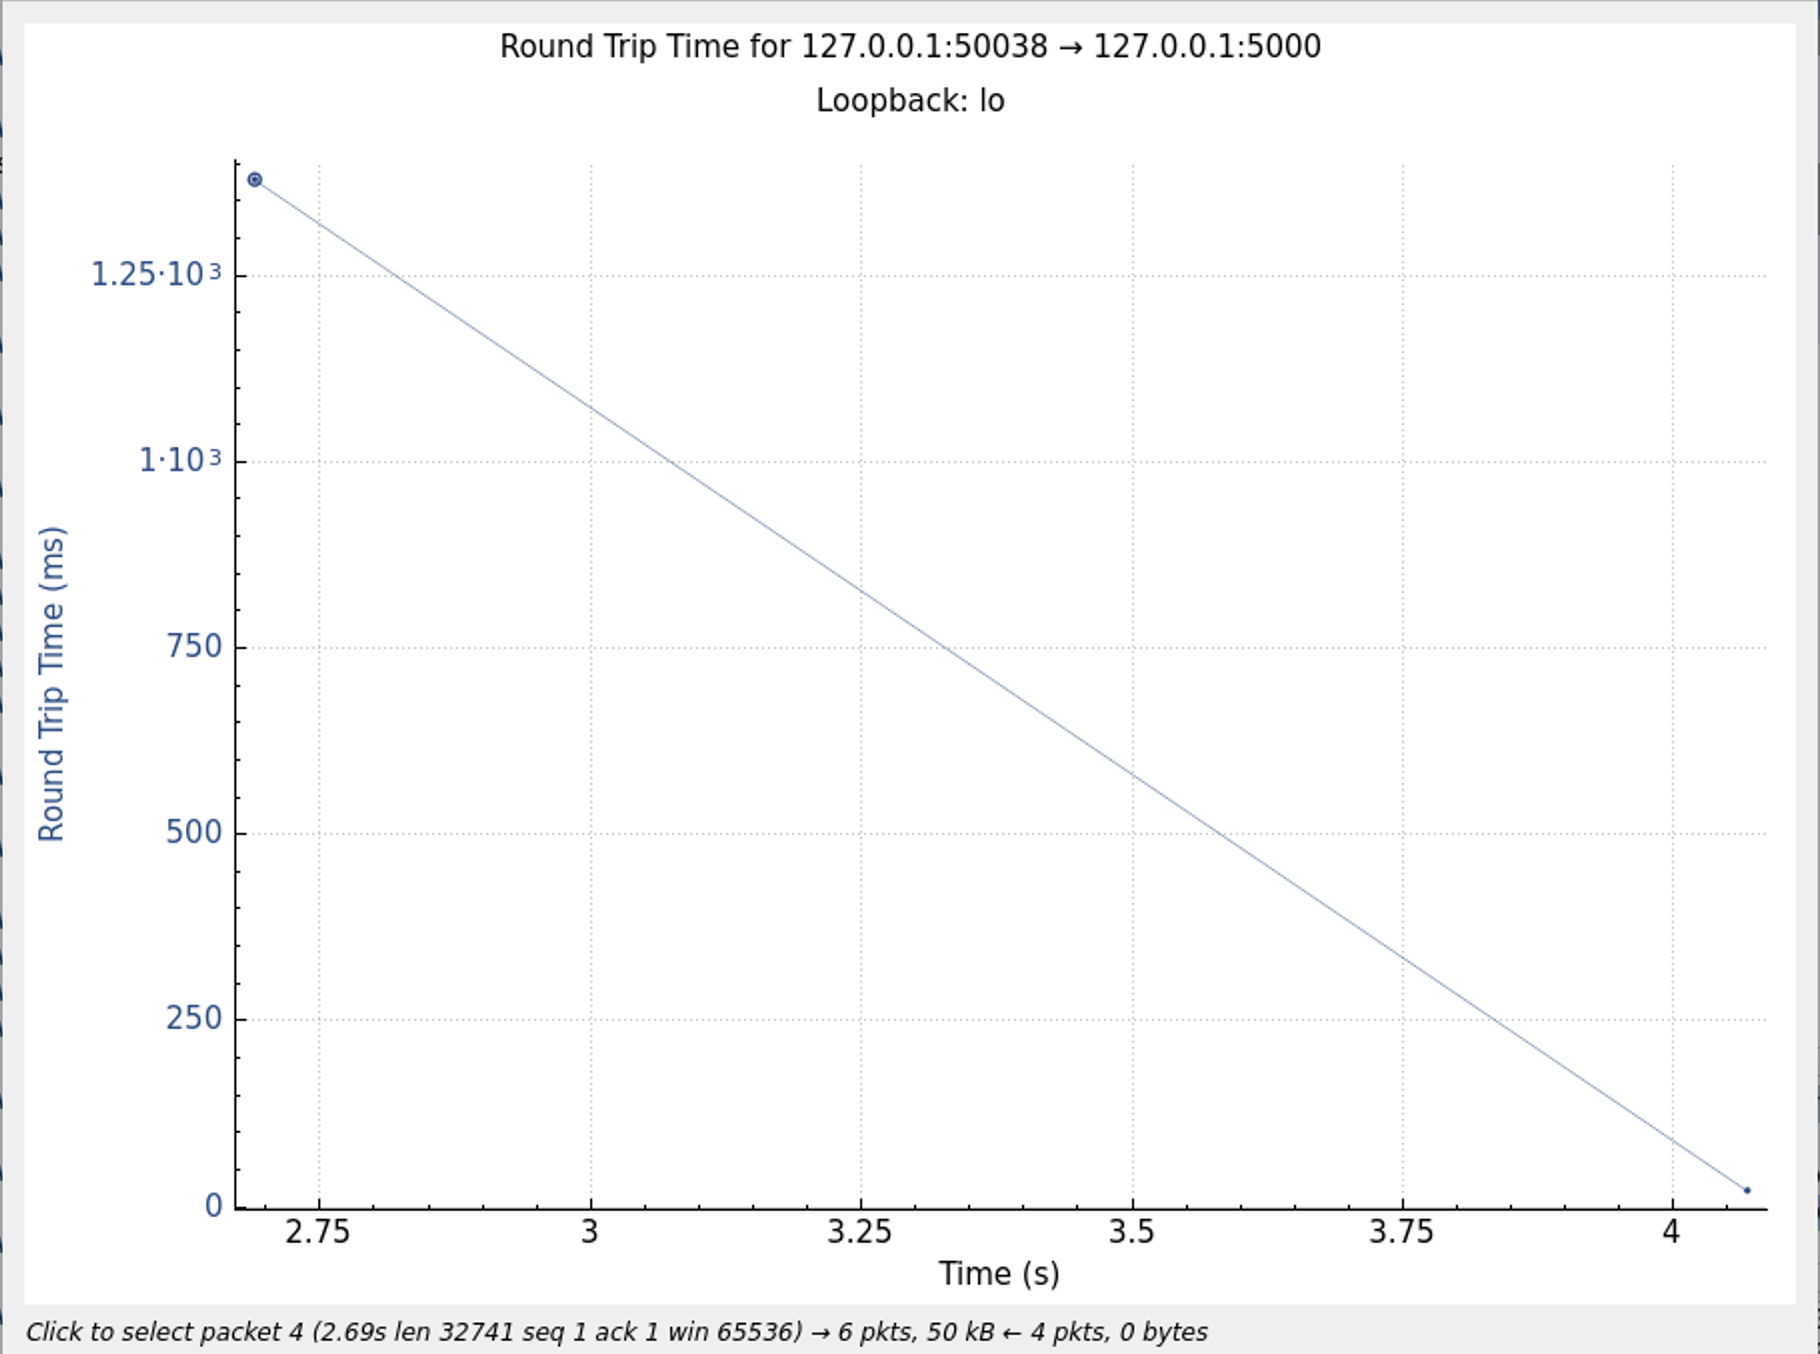 Round Trip Time for 127.0.0.1:50038 → 127.0.0.1:5000
Loopback: lo
1.25·10³
1·10³
750
500
250
0
Round Trip Time (ms)
2.75 3 3.25 3.5 3.75 4
Time (s)
Click to select packet 4 (2.69s len 32741 seq 1 ack 1 win 65536) → 6 pkts, 50 kB ← 4 pkts, 0 bytes